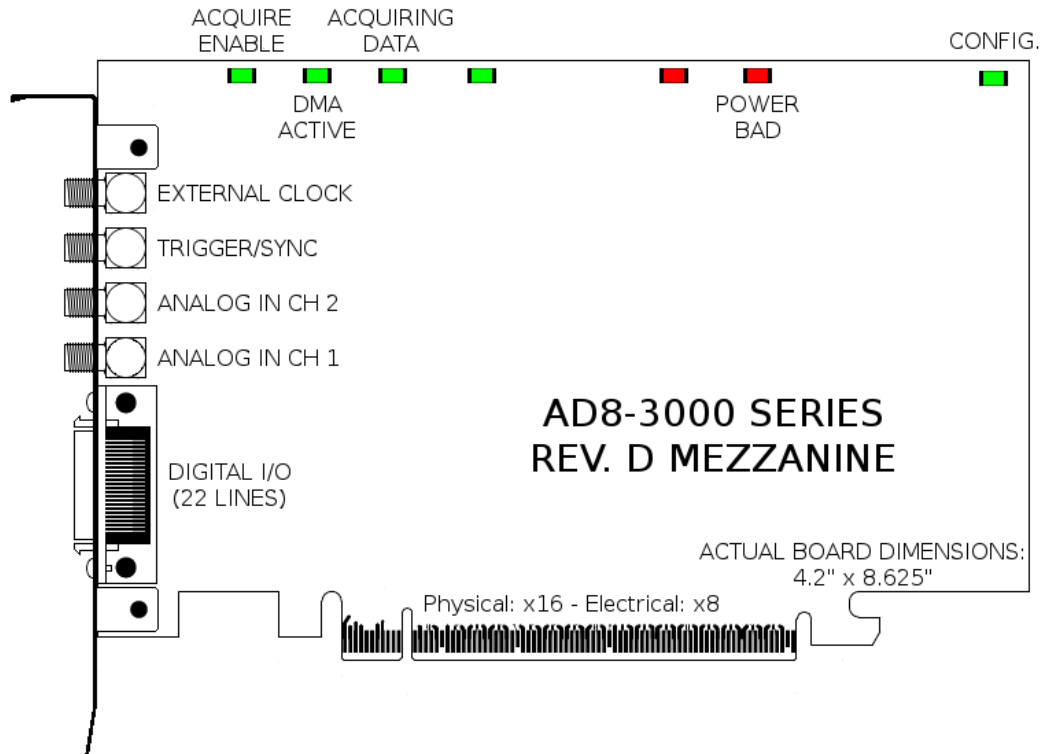 ACQUIRE
ENABLE
ACQUIRING
DATA
CONFIG.
DMA
ACTIVE
POWER
BAD
EXTERNAL CLOCK
TRIGGER/SYNC
ANALOG IN CH 2
ANALOG IN CH 1
AD8-3000 SERIES
REV. D MEZZANINE
DIGITAL I/O
(22 LINES)
ACTUAL BOARD DIMENSIONS:
4.2" x 8.625"
Physical: x16 - Electrical: x8